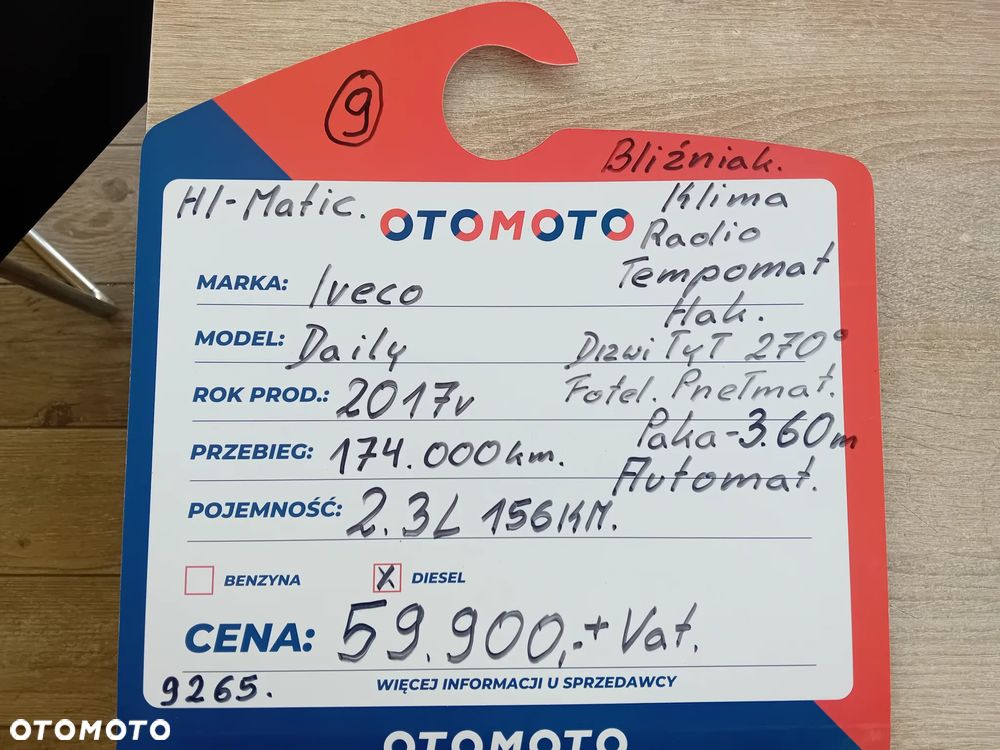 9
Bliźniak.
HI-Matic.
OTOMOTO
Klima
Radio
Tempomat
MARKA: Iveco
Hak.
MODEL: Daily
Drzwi TyT 270°
ROK PROD.: 2017r
Fotel. Pnełmat.
PRZEBIEG: 174.000km.
Paka-3.60m
Automat.
POJEMNOŚĆ: 2.3L 156KM.
BENZYNA X DIESEL
CENA: 59.900,-+Vat.
WIĘCEJ INFORMACJI U SPRZEDAWCY
9265.
OTOMOTO
OTOMOTO